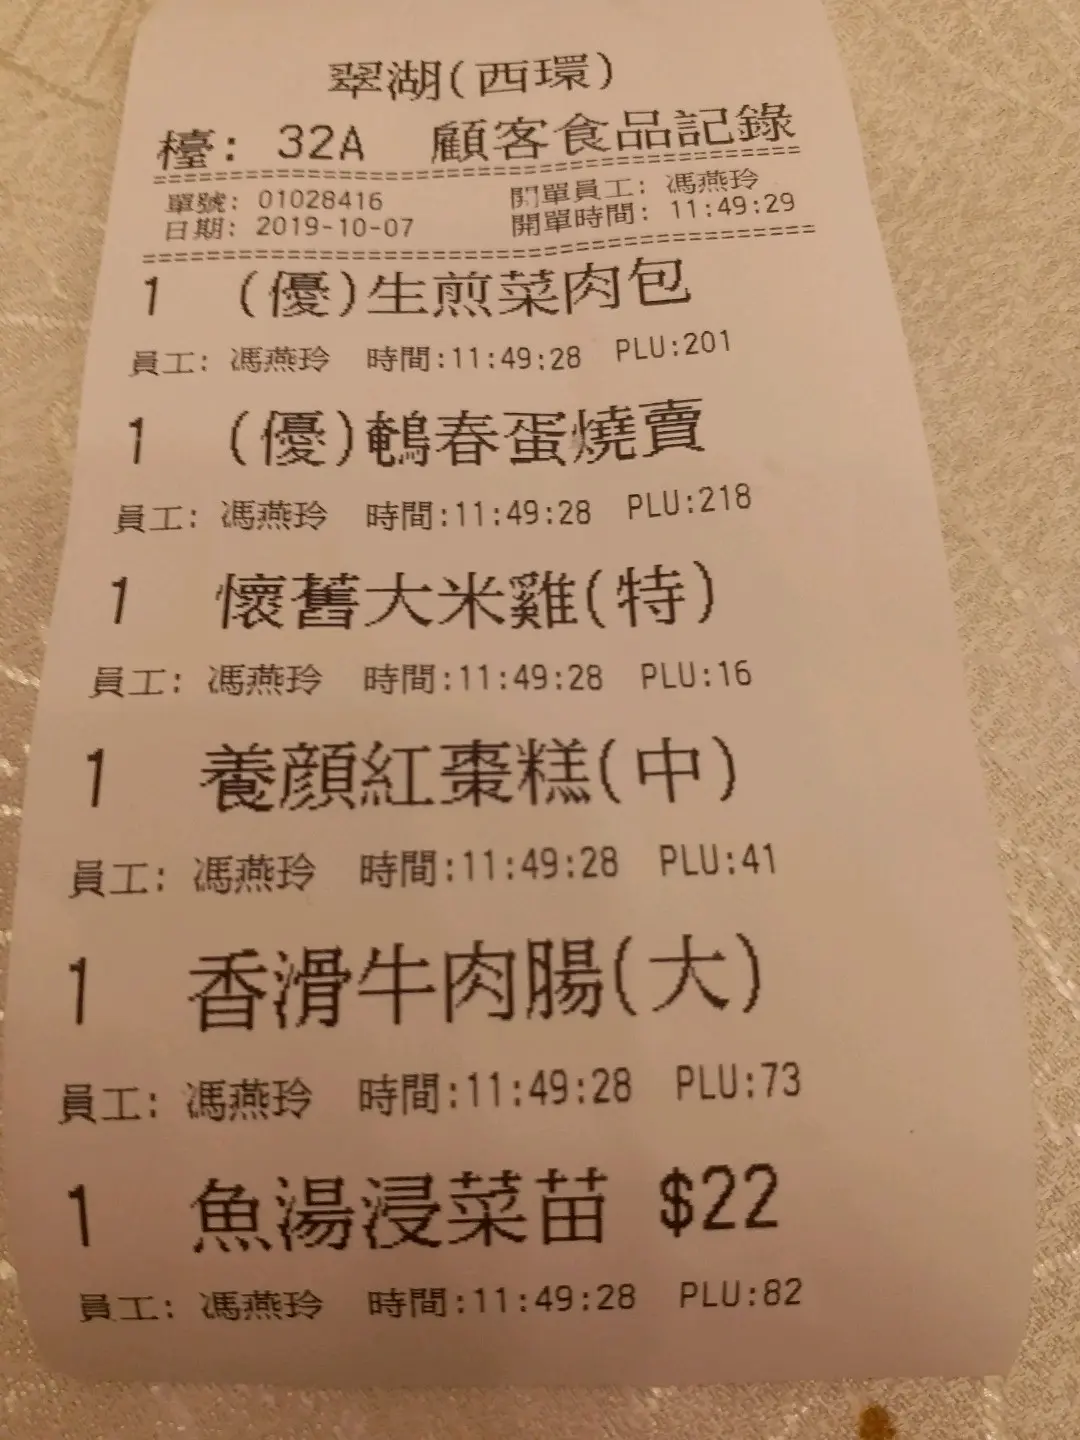 翠湖(西環)
檯: 32A 顧客食品記錄
單號: 01028416 開單員工: 馮燕玲
日期: 2019-10-07 開單時間: 11:49:29
1 (優)生煎菜肉包
員工: 馮燕玲 時間:11:49:28 PLU:201
1 (優)鵪春蛋燒賣
員工: 馮燕玲 時間:11:49:28 PLU:218
1 懷舊大米雞(特)
員工: 馮燕玲 時間:11:49:28 PLU:16
1 養顏紅棗糕(中)
員工: 馮燕玲 時間:11:49:28 PLU:41
1 香滑牛肉腸(大)
員工: 馮燕玲 時間:11:49:28 PLU:73
1 魚湯浸菜苗 $22
員工: 馮燕玲 時間:11:49:28 PLU:82